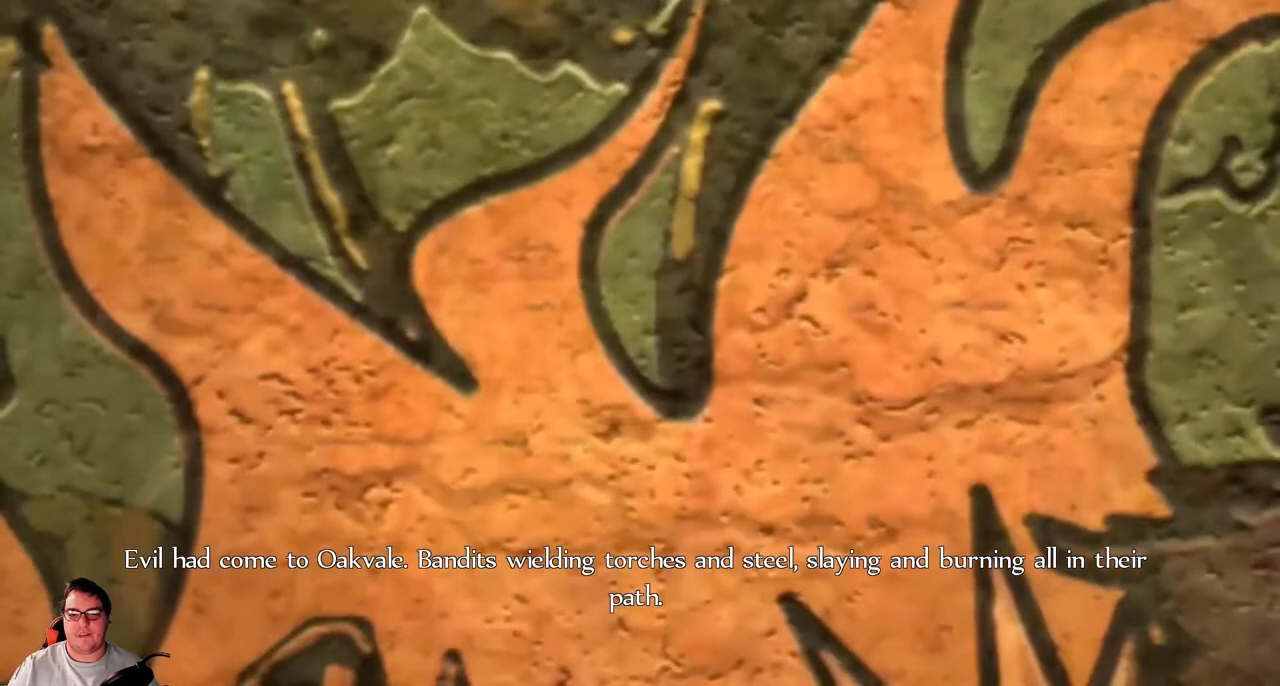 Evil had come to Oakvale. Bandits wielding torches and steel, slaying and burning all in their
path.